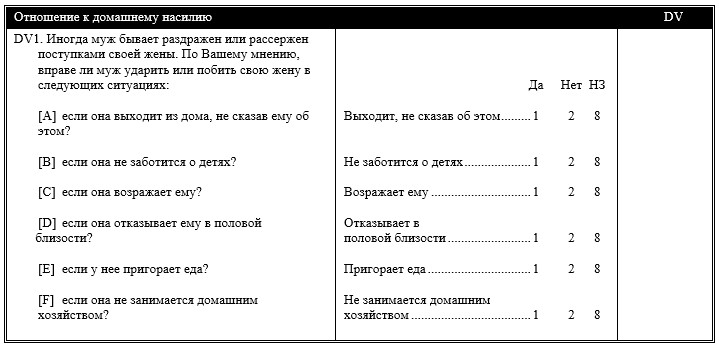 Отношение к домашнему насилию DV
DV1. Иногда муж бывает раздражен или рассержен
поступками своей жены. По Вашему мнению,
вправе ли муж ударить или побить свою жену в
следующих ситуациях:
Да Нет НЗ
[A] если она выходит из дома, не сказав ему об
этом?
Выходит, не сказав об этом......... 1 2 8
[B] если она не заботится о детях?
Не заботится о детях ................... 1 2 8
[C] если она возражает ему?
Возражает ему ............................. 1 2 8
[D] если она отказывает ему в половой
близости?
Отказывает в
половой близости ........................ 1 2 8
[E] если у нее пригорает еда?
Пригорает еда .............................. 1 2 8
[F] если она не занимается домашним
хозяйством?
Не занимается домашним
хозяйством ................................... 1 2 8